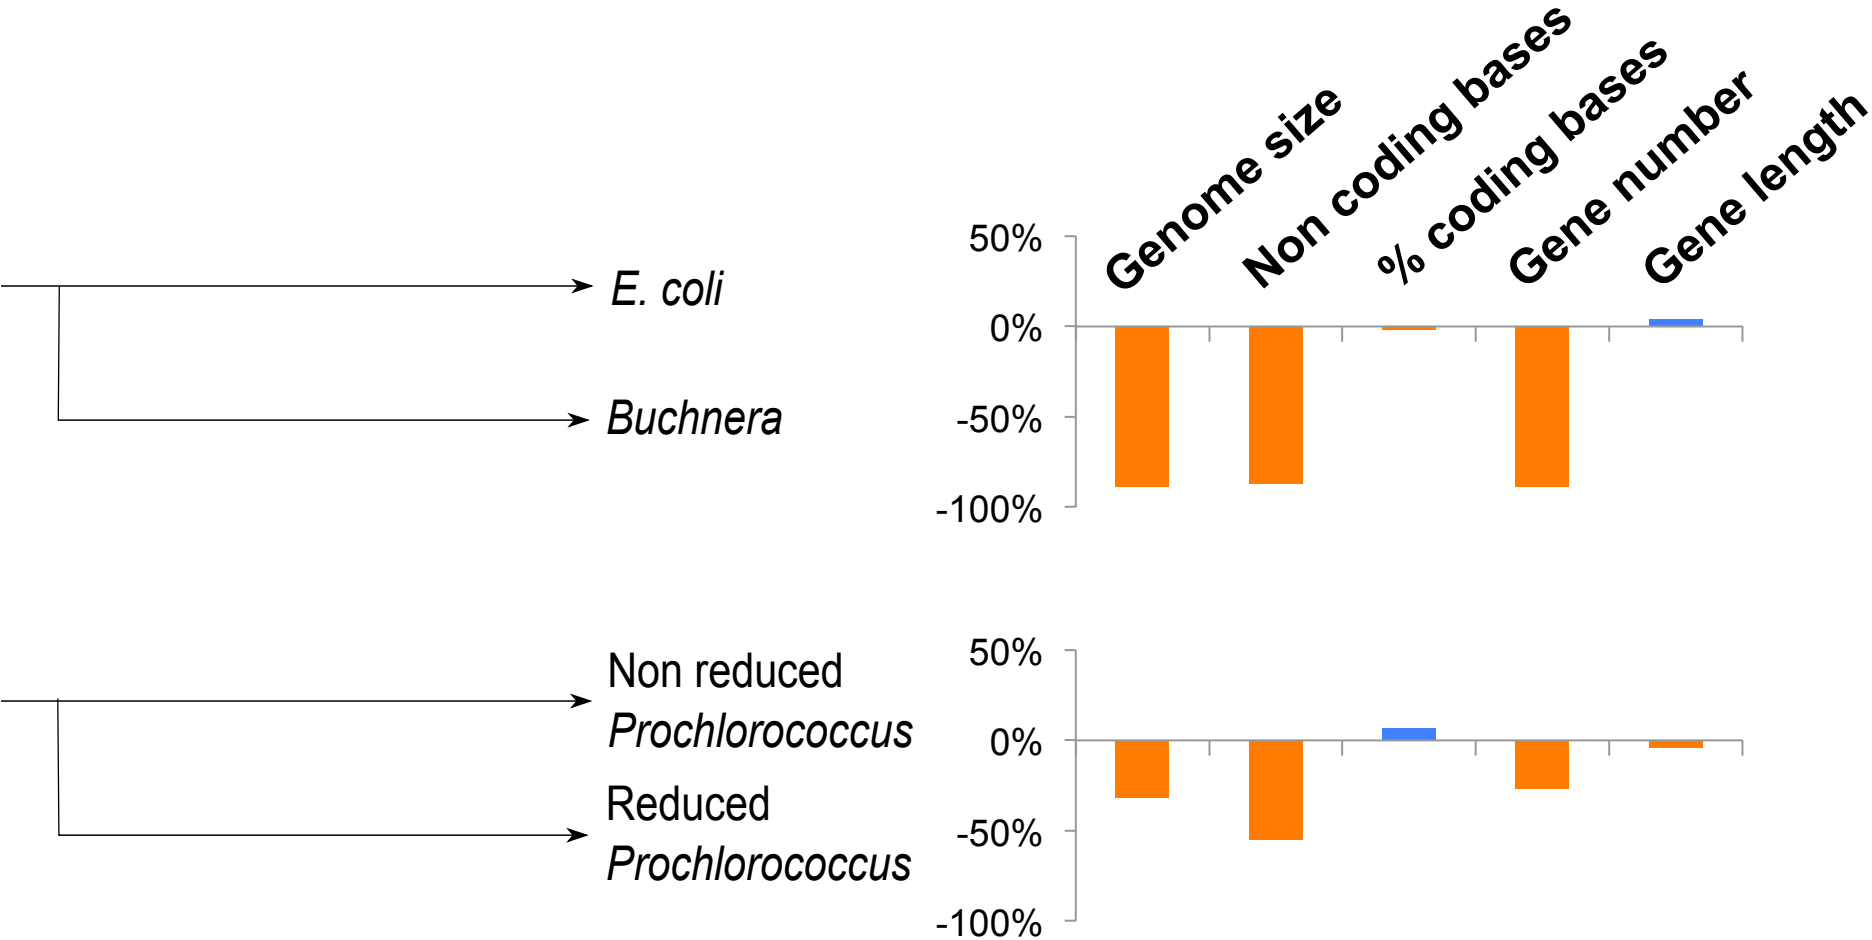 Genome size
Non coding bases
% coding bases
Gene number
Gene length
E. coli
Buchnera
50%
0%
-50%
-100%
Non reduced
Prochlorococcus
Reduced
Prochlorococcus
50%
0%
-50%
-100%